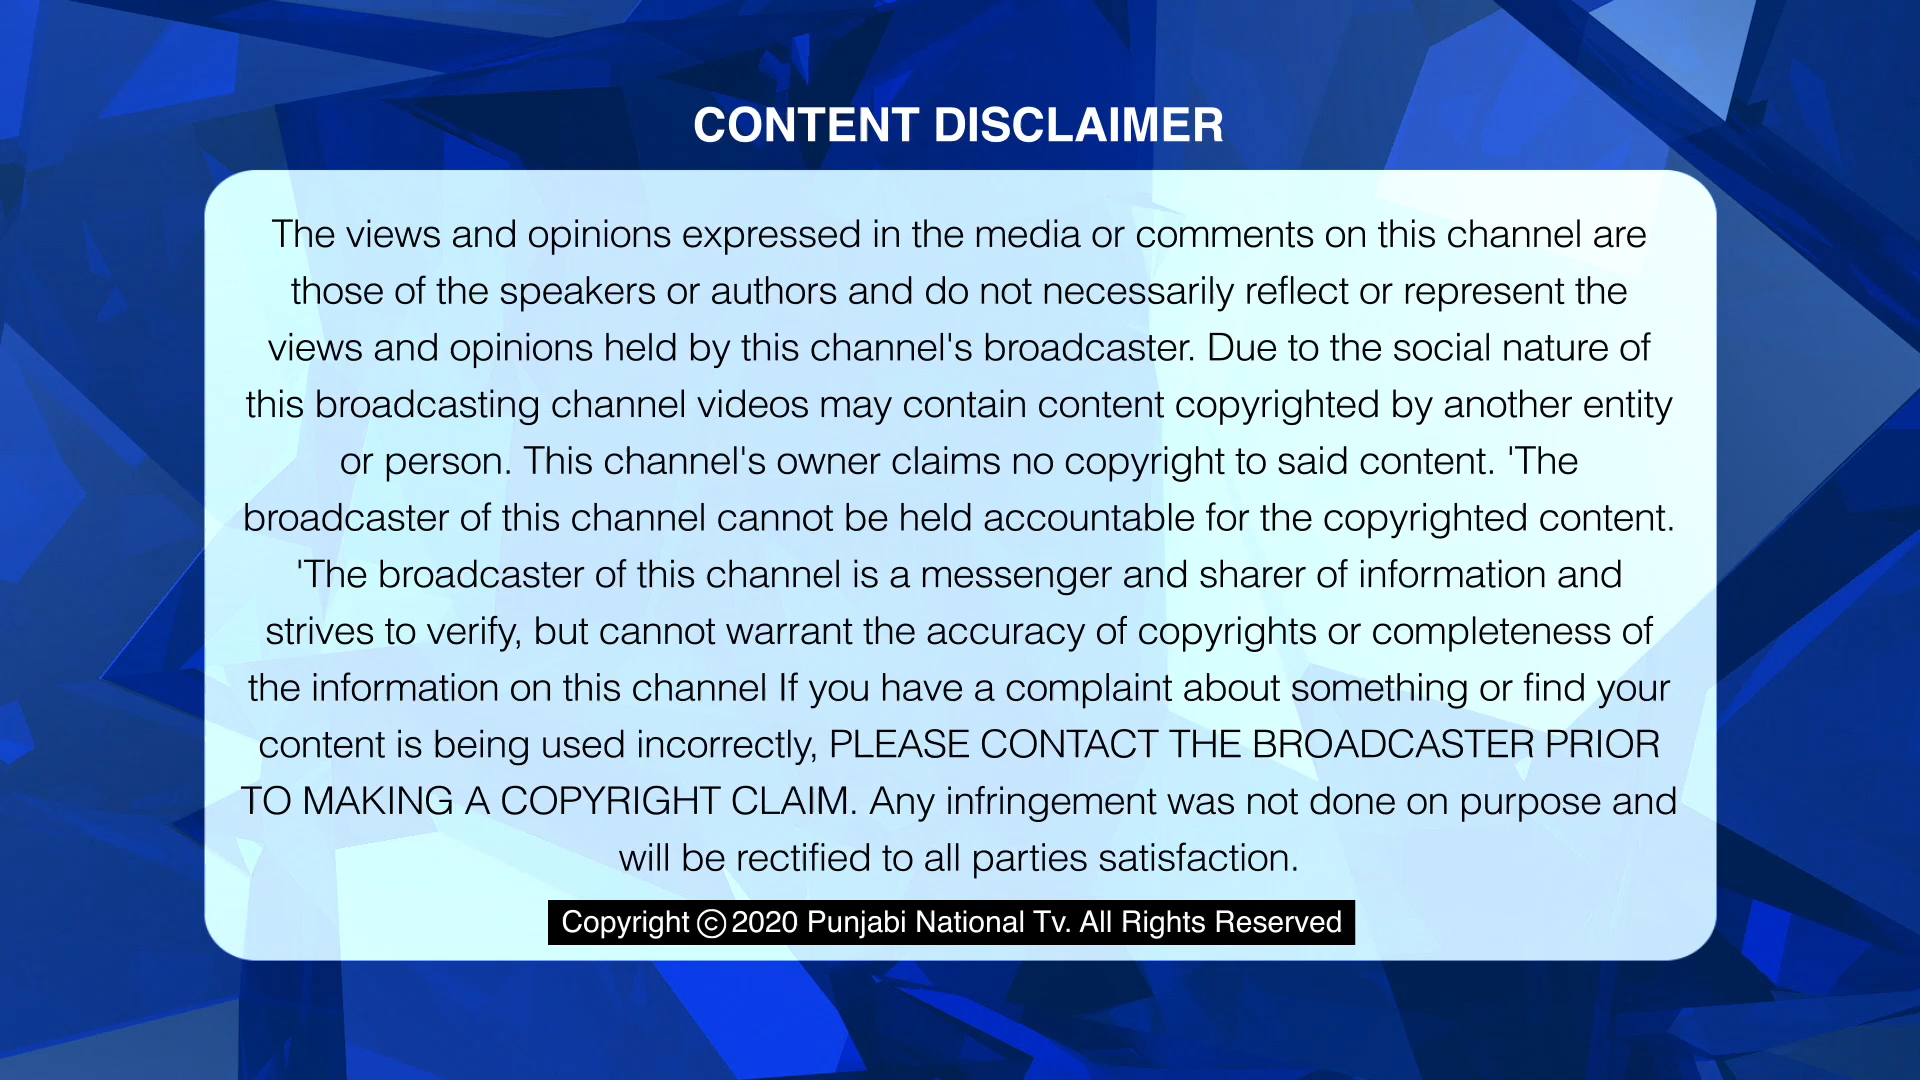 CONTENT DISCLAIMER
The views and opinions expressed in the media or comments on this channel are
those of the speakers or authors and do not necessarily reflect or represent the
views and opinions held by this channel's broadcaster. Due to the social nature of
this broadcasting channel videos may contain content copyrighted by another entity
or person. This channel's owner claims no copyright to said content. 'The
broadcaster of this channel cannot be held accountable for the copyrighted content.
'The broadcaster of this channel is a messenger and sharer of information and
strives to verify, but cannot warrant the accuracy of copyrights or completeness of
the information on this channel If you have a complaint about something or find your
content is being used incorrectly, PLEASE CONTACT THE BROADCASTER PRIOR
TO MAKING A COPYRIGHT CLAIM. Any infringement was not done on purpose and
will be rectified to all parties satisfaction.
Copyright © 2020 Punjabi National Tv. All Rights Reserved